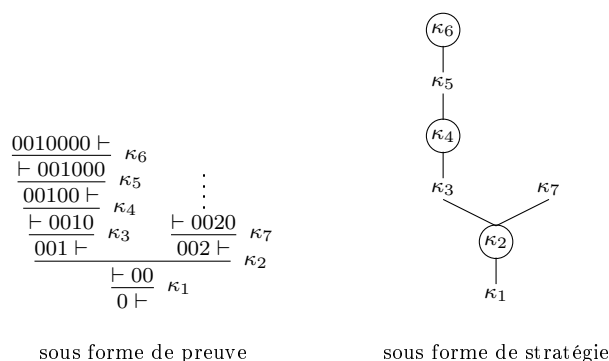 κ6
κ5
κ4
κ3 κ7
κ2
κ1
0010000 ⊢ κ6
⊢ 001000 κ5
00100 ⊢ κ4
⊢ 0010 κ3 ⊢ 0020 κ7
001 ⊢ 002 ⊢ κ2
⊢ 00 κ1
0 ⊢
sous forme de preuve sous forme de stratégie